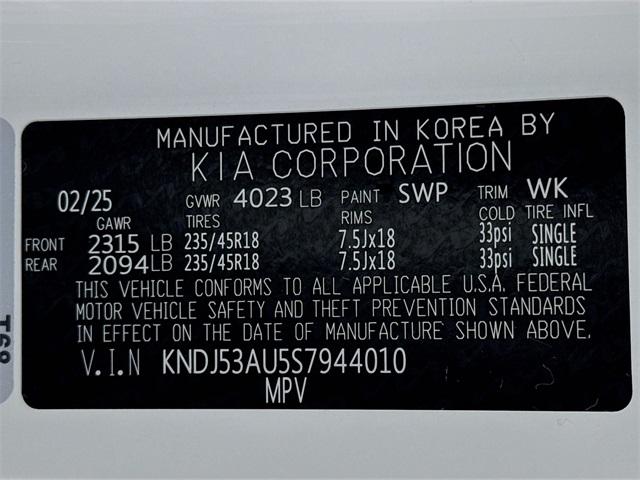 MANUFACTURED IN KOREA BY
KIA CORPORATION
02/25 GVWR 4023 LB PAINT SWP TRIM WK
GAWR TIRES RIMS COLD TIRE INFL
FRONT 2315 LB 235/45R18 7.5Jx18 33psi SINGLE
REAR 2094 LB 235/45R18 7.5Jx18 33psi SINGLE
THIS VEHICLE CONFORMS TO ALL APPLICABLE U.S.A. FEDERAL
MOTOR VEHICLE SAFETY AND THEFT PREVENTION STANDARDS
IN EFFECT ON THE DATE OF MANUFACTURE SHOWN ABOVE.
V.I.N KNDJ53AU5S7944010
MPV